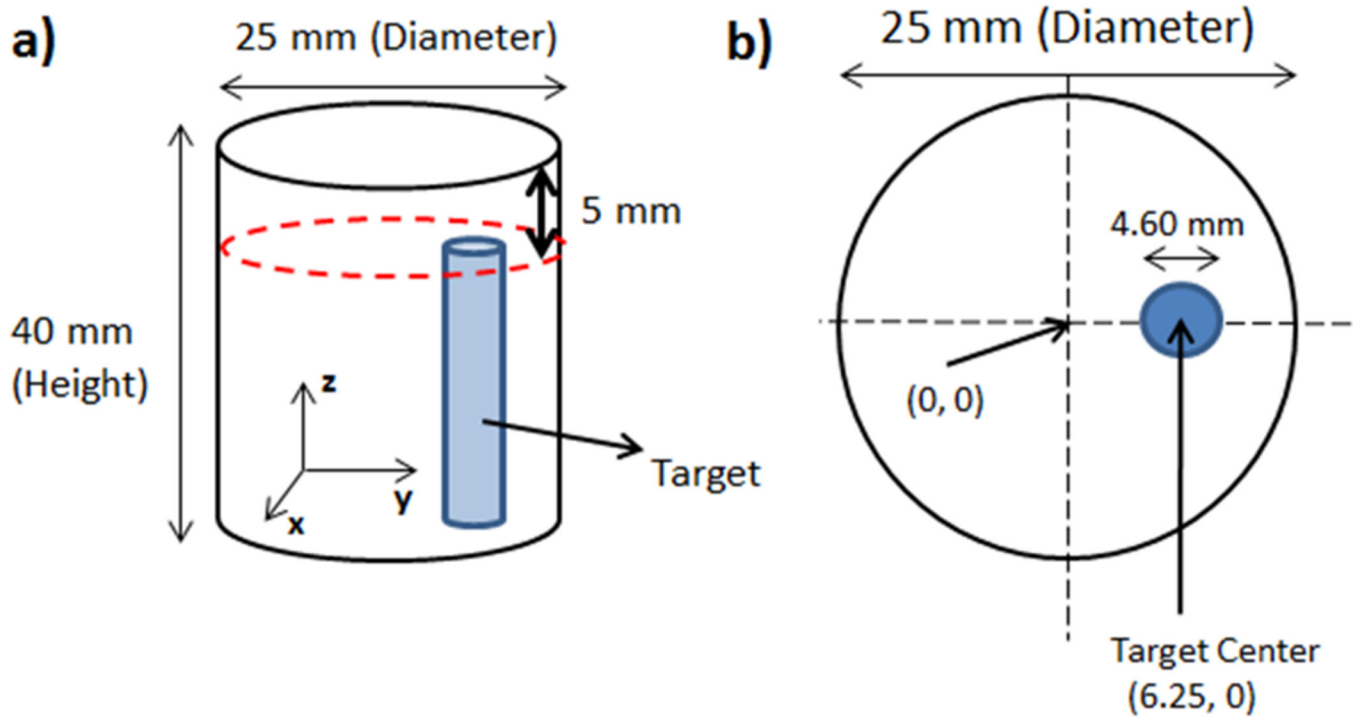 a)
25 mm (Diameter)
5 mm
40 mm
(Height)
z
y
x
Target
b)
25 mm (Diameter)
4.60 mm
(0, 0)
Target Center
(6.25, 0)